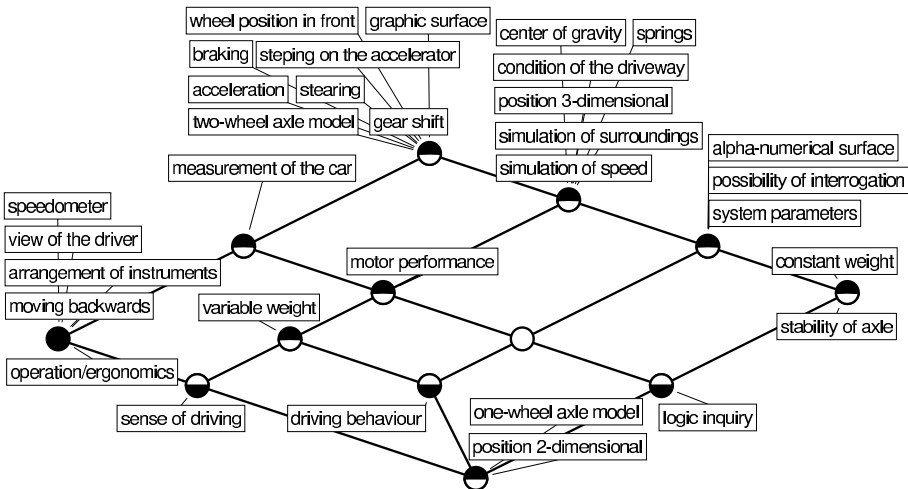 wheel position in front
graphic surface
center of gravity
springs
braking
steping on the accelerator
condition of the driveway
acceleration
stearing
position 3-dimensional
two-wheel axle model
gear shift
simulation of surroundings
alpha-numerical surface
measurement of the car
simulation of speed
possibility of interrogation
speedometer
system parameters
view of the driver
arrangement of instruments
motor performance
constant weight
moving backwards
variable weight
stability of axle
operation/ergonomics
sense of driving
driving behaviour
one-wheel axle model
logic inquiry
position 2-dimensional